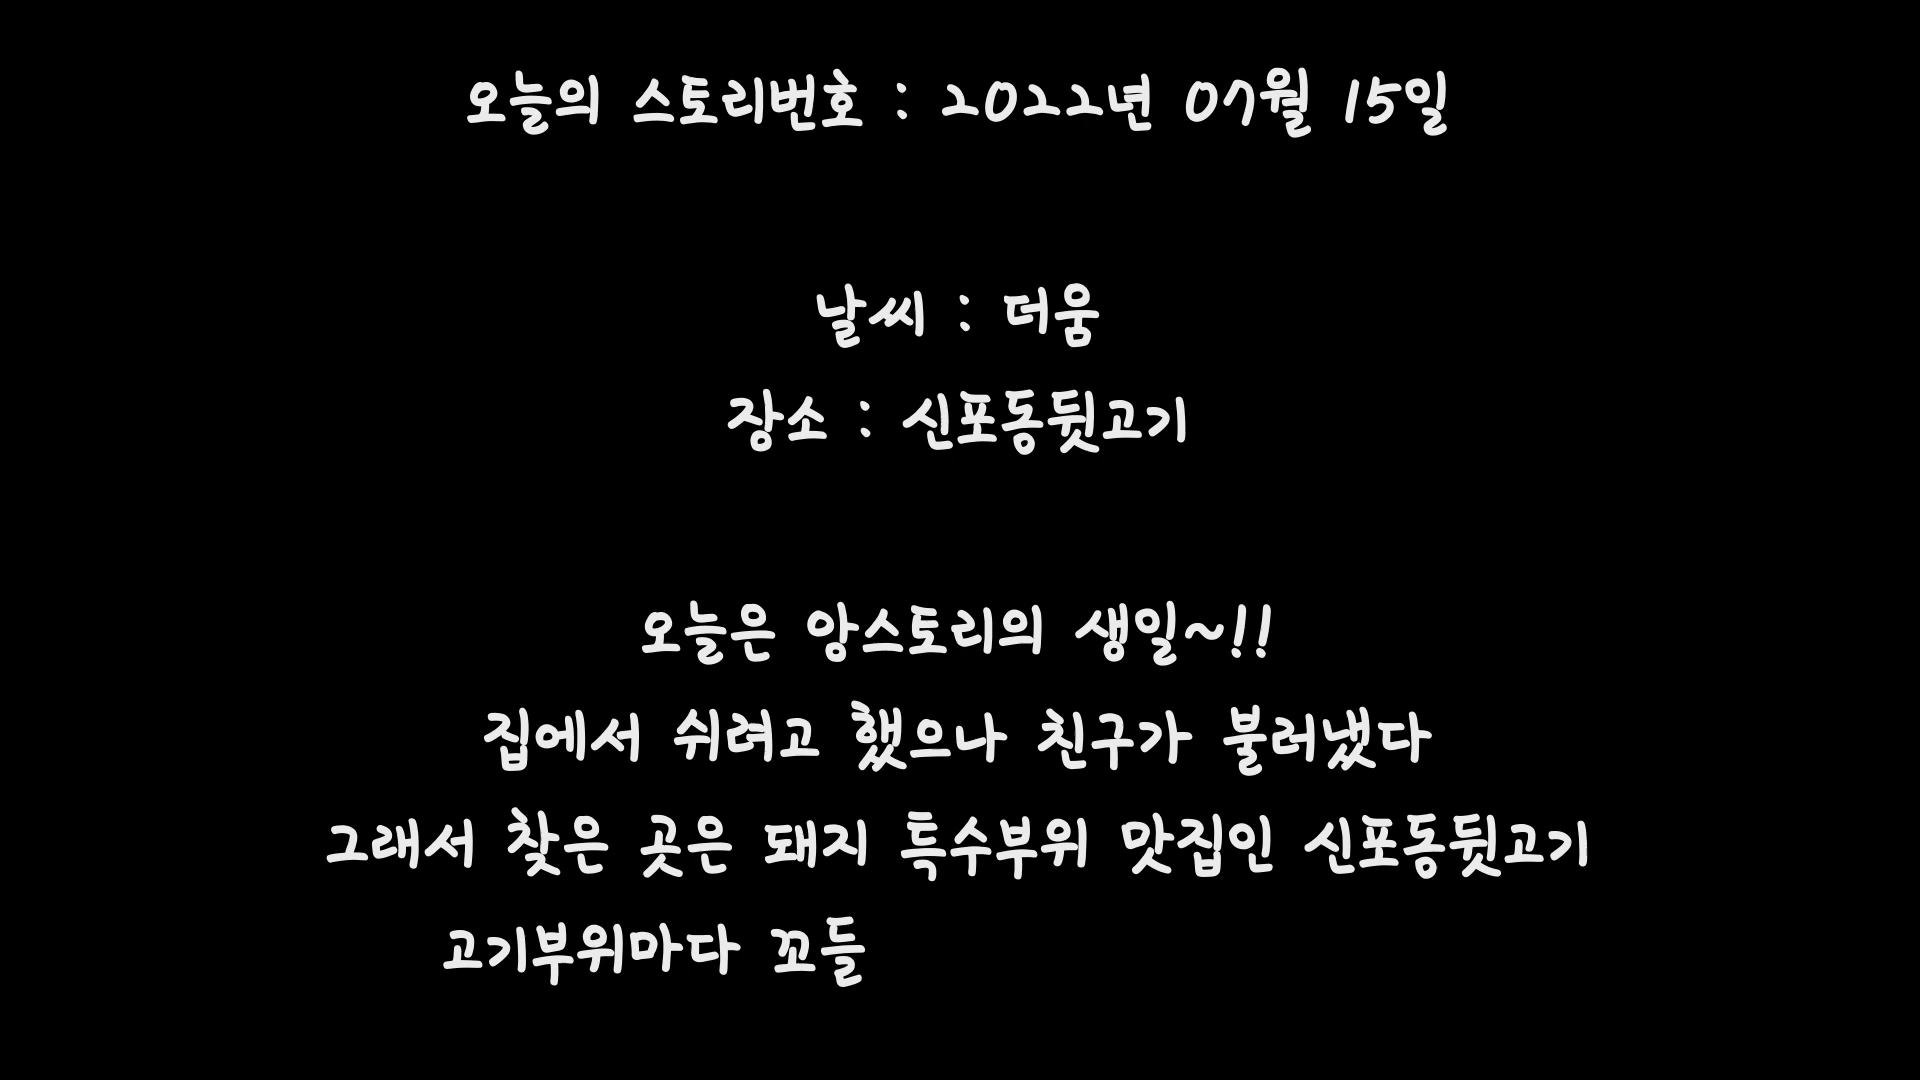 오늘의 스토리번호 : 2022년 07월 15일
날씨 : 더움
장소 : 신포동뒷고기
오늘은 앙스토리의 생일~!!
집에서 쉬려고 했으나 친구가 불러냈다
그래서 찾은 곳은 돼지 특수부위 맛집인 신포동뒷고기
고기부위마다 꼬들